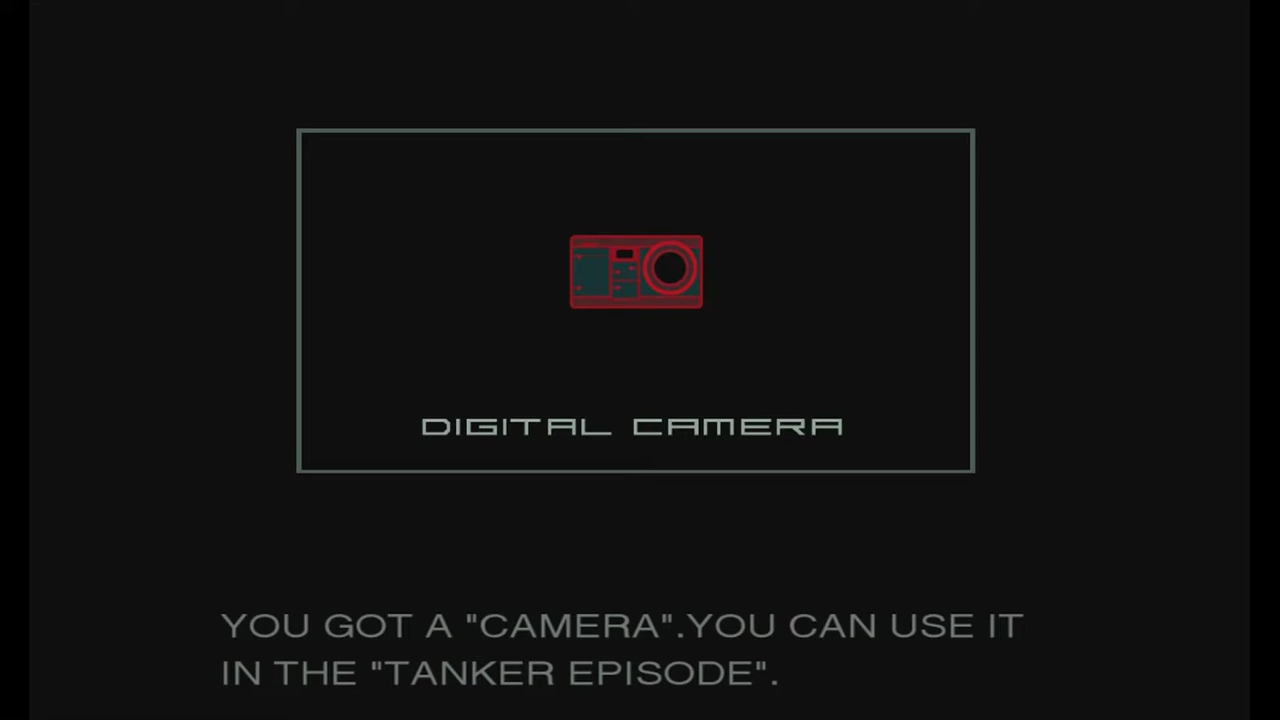 DIGITAL CAMERA
YOU GOT A "CAMERA".YOU CAN USE IT
IN THE "TANKER EPISODE".